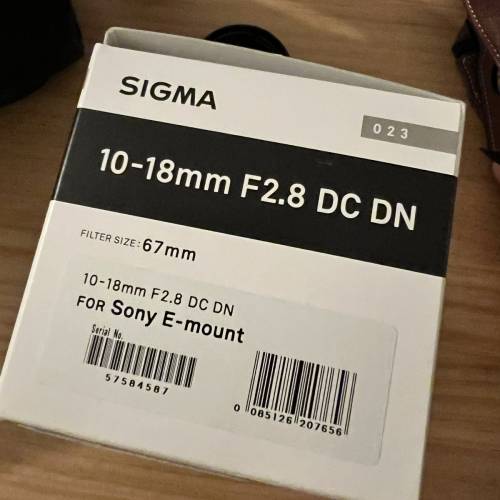 SIGMA
023
10-18mm F2.8 DC DN
FILTER SIZE: 67mm
10-18mm F2.8 DC DN
FOR Sony E-mount
Serial No.
57584587
0 085126 207656